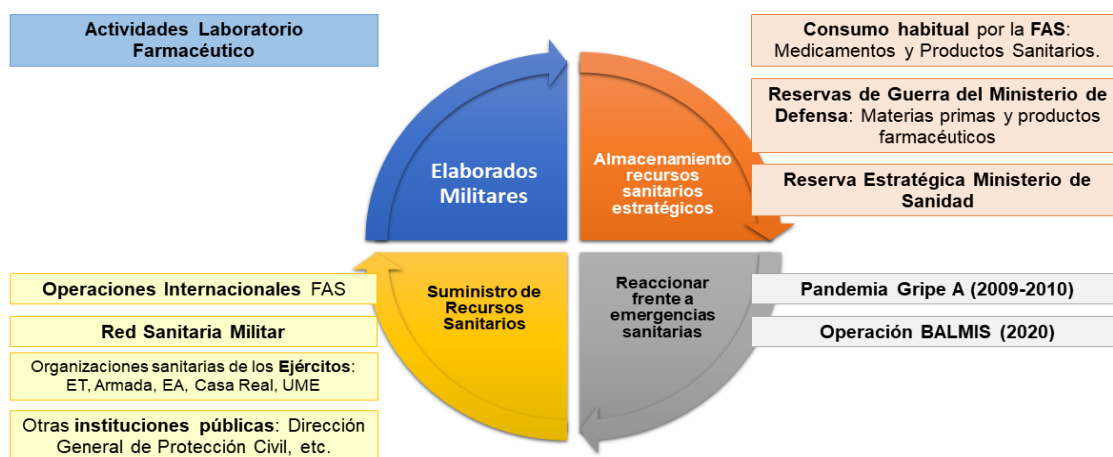 Actividades Laboratorio
Farmacéutico
Elaborados
Militares
Almacenamiento
recursos
sanitarios
estratégicos
Consumo habitual por la FAS:
Medicamentos y Productos Sanitarios.
Reservas de Guerra del Ministerio de
Defensa: Materias primas y productos
farmacéuticos
Reserva Estratégica Ministerio de
Sanidad
Operaciones Internacionales FAS
Red Sanitaria Militar
Organizaciones sanitarias de los Ejércitos:
ET, Armada, EA, Casa Real, UME
Otras instituciones públicas: Dirección
General de Protección Civil, etc.
Suministro de
Recursos
Sanitarios
Reaccionar
frente a
emergencias
sanitarias
Pandemia Gripe A (2009-2010)
Operación BALMIS (2020)